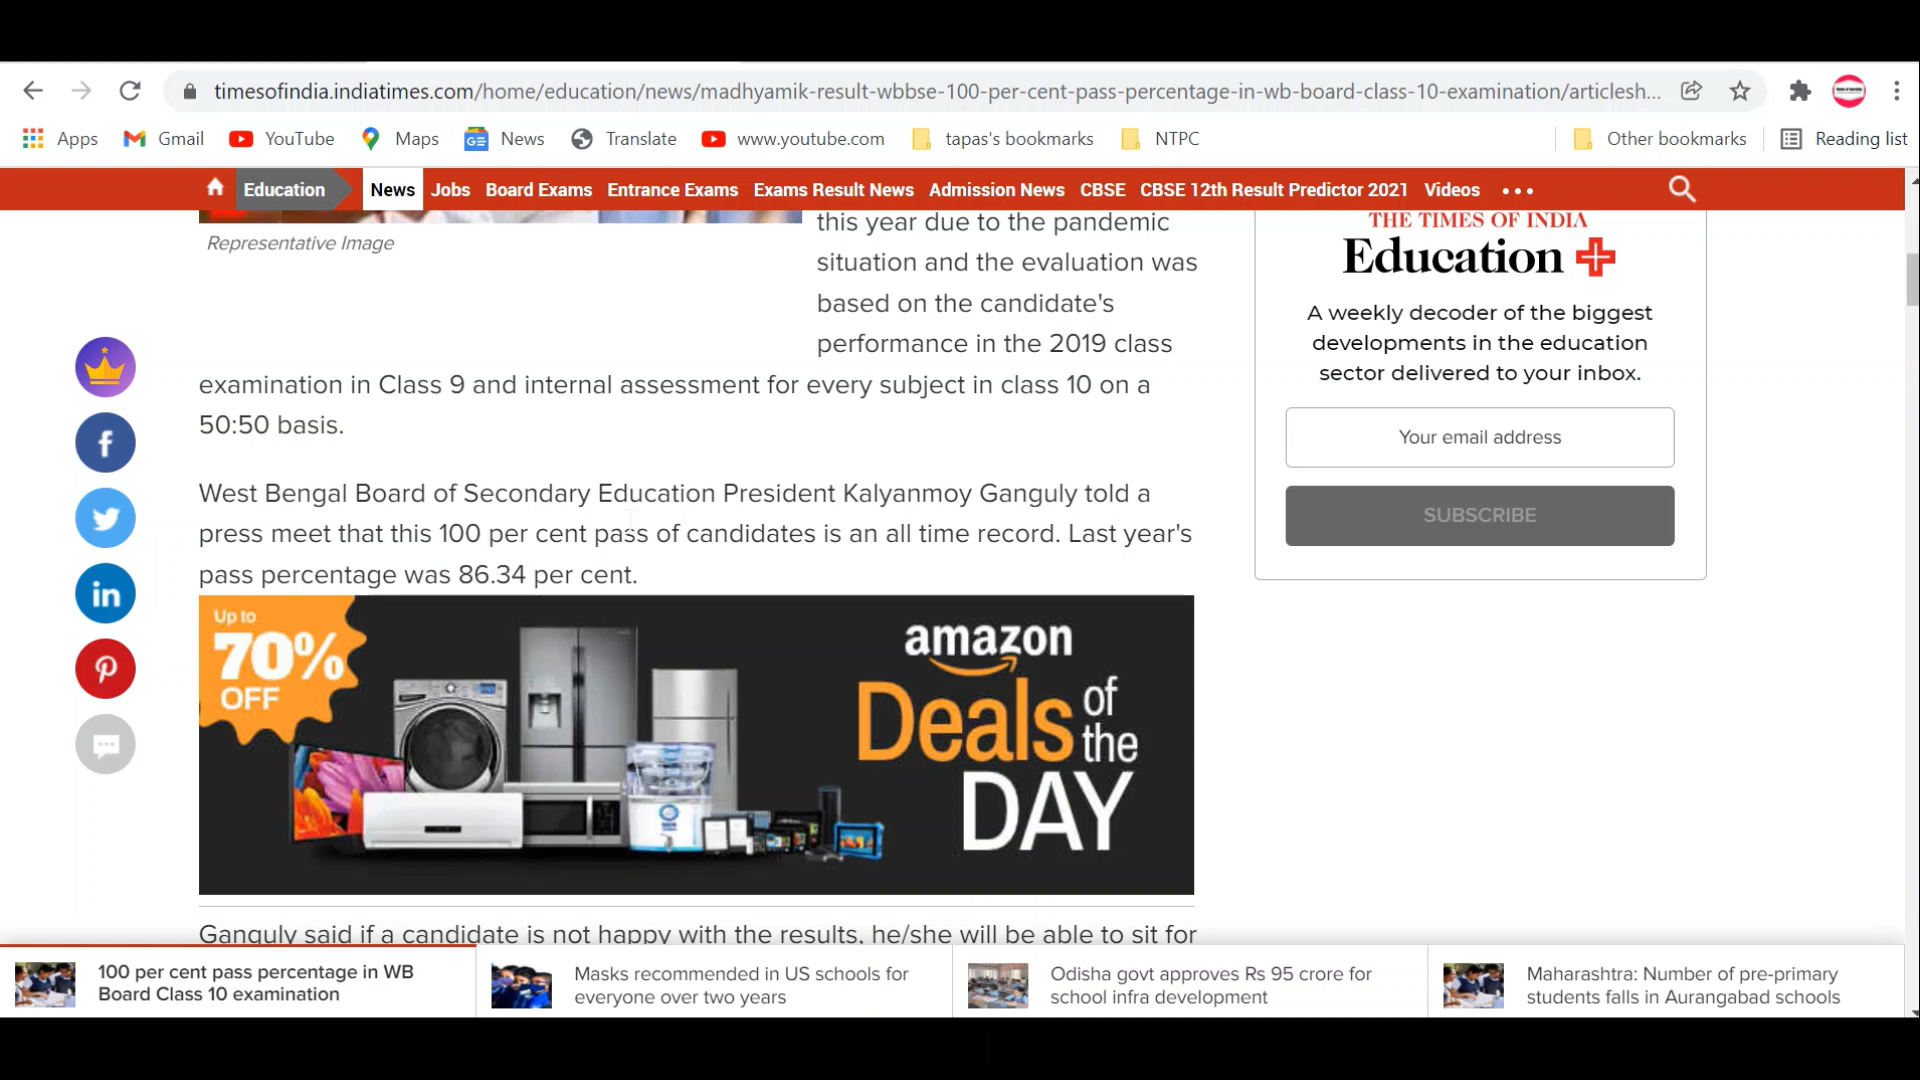 timesofindia.indiatimes.com/home/education/news/madhyamik-result-wbbse-100-per-cent-pass-percentage-in-wb-board-class-10-examination/articlesh...
Apps Gmail YouTube Maps News Translate www.youtube.com tapas's bookmarks NTPC Other bookmarks Reading list
Education News Jobs Board Exams Entrance Exams Exams Result News Admission News CBSE CBSE 12th Result Predictor 2021 Videos
this year due to the pandemic
Representative Image
situation and the evaluation was
based on the candidate's
performance in the 2019 class
examination in Class 9 and internal assessment for every subject in class 10 on a
50:50 basis.
West Bengal Board of Secondary Education President Kalyanmoy Ganguly told a
press meet that this 100 per cent pass of candidates is an all time record. Last year's
pass percentage was 86.34 per cent.
Up to
70%
OFF
amazon
Deals of
the
DAY
Ganguly said if a candidate is not happy with the results, he/she will be able to sit for
THE TIMES OF INDIA
Education
A weekly decoder of the biggest
developments in the education
sector delivered to your inbox.
Your email address
SUBSCRIBE
100 per cent pass percentage in WB
Board Class 10 examination
Masks recommended in US schools for
everyone over two years
Odisha govt approves Rs 95 crore for
school infra development
Maharashtra: Number of pre-primary
students falls in Aurangabad schools